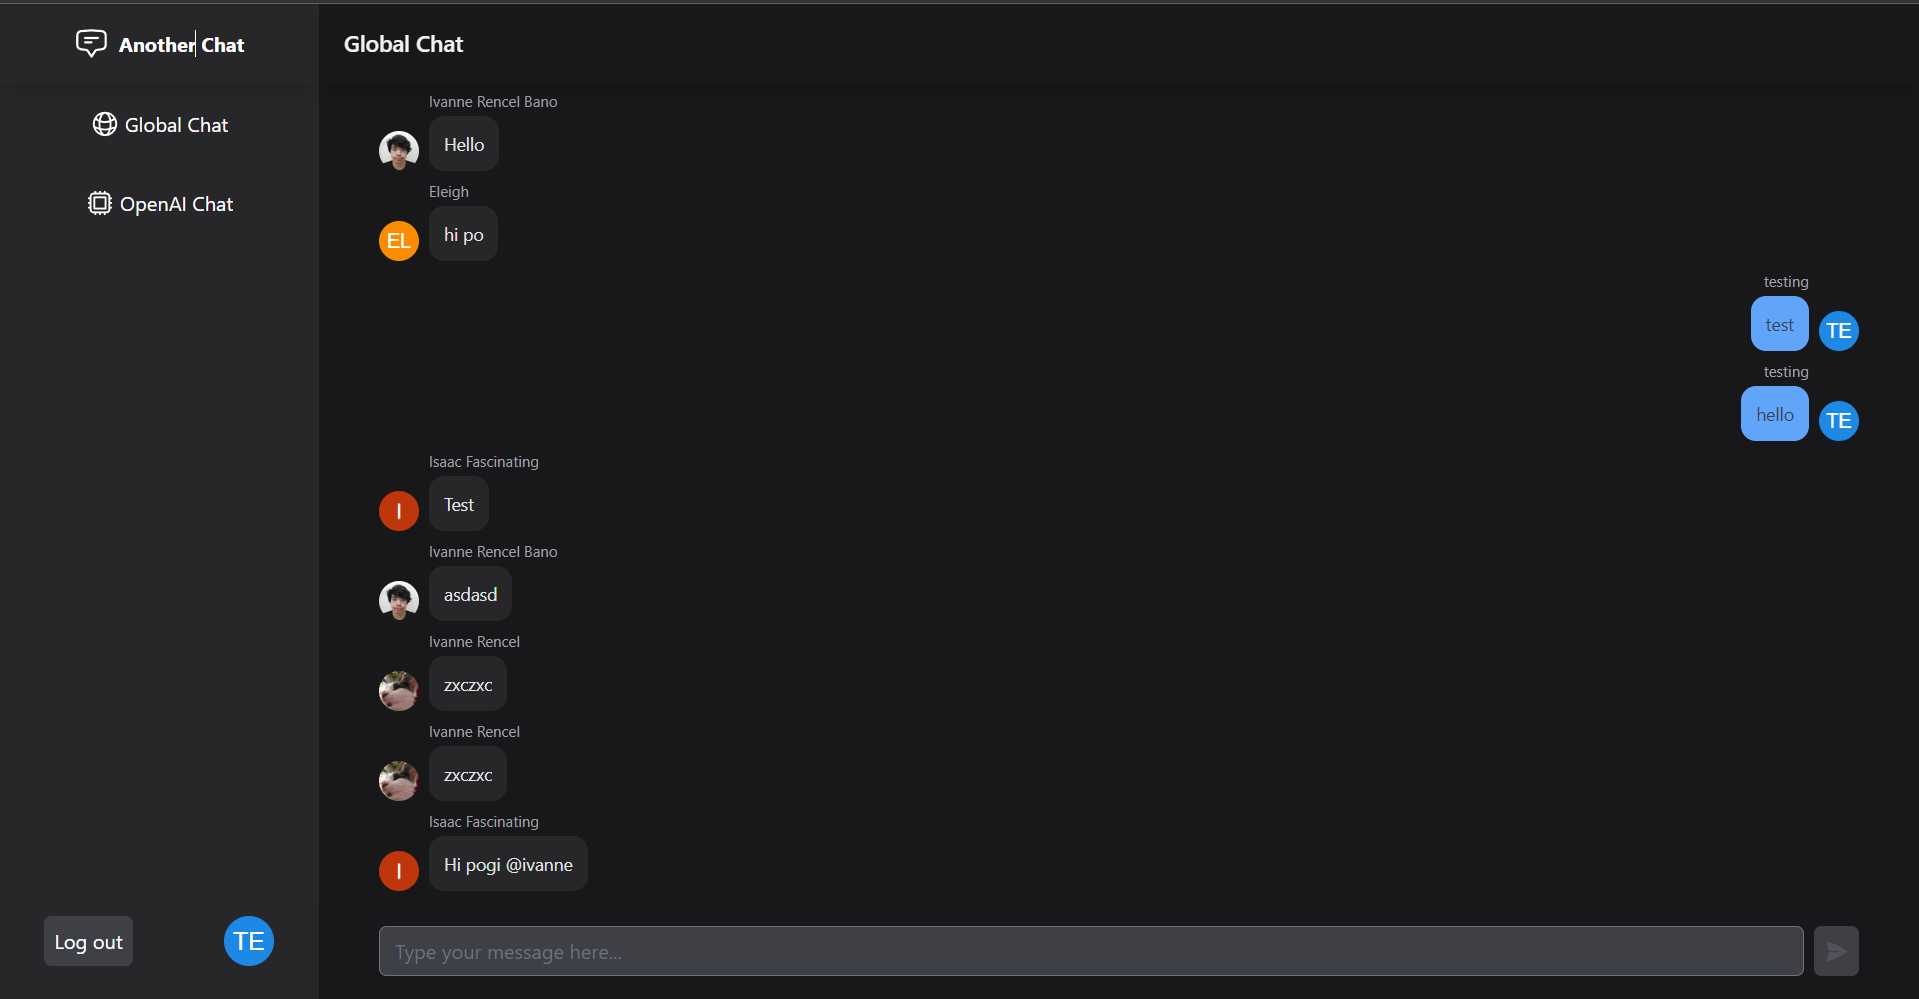 Another Chat
Global Chat
OpenAI Chat
Log out
TE
Global Chat
Ivanne Rencel Bano
Hello
Eleigh
EL
hi po
testing
test
TE
testing
hello
TE
Isaac Fascinating
I
Test
Ivanne Rencel Bano
asdasd
Ivanne Rencel
zxczxc
Ivanne Rencel
zxczxc
Isaac Fascinating
I
Hi pogi @ivanne
Type your message here...